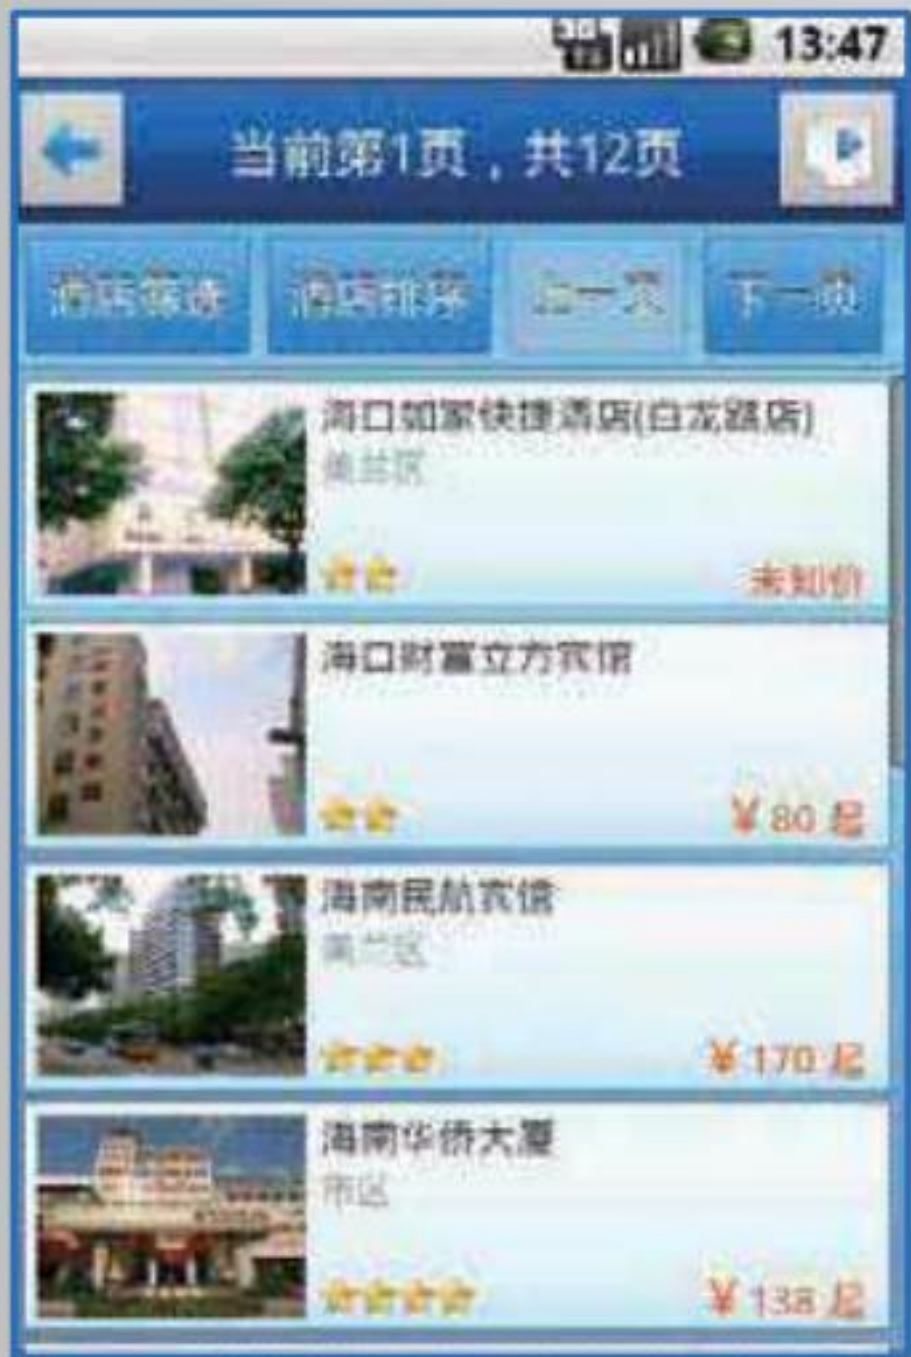 13:47
当前第1页，共12页
酒店筛选 酒店排序 上一页 下一页
海口如家快捷酒店(白龙路店)
美兰区
未知价
海口财富立方宾馆
¥ 80 起
海南民航宾馆
美兰区
¥ 170 起
海南华侨大厦
市区
¥ 138 起